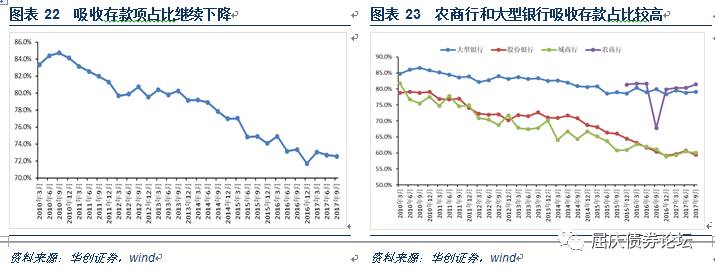 图表 22 吸收存款项占比继续下降
86.0%
84.0%
82.0%
80.0%
78.0%
76.0%
74.0%
72.0%
70.0%
2010年3月
2010年6月
2010年9月
2010年12月
2011年3月
2011年6月
2011年9月
2011年12月
2012年3月
2012年6月
2012年9月
2012年12月
2013年3月
2013年6月
2013年9月
2013年12月
2014年3月
2014年6月
2014年9月
2014年12月
2015年3月
2015年6月
2015年9月
2015年12月
2016年3月
2016年6月
2016年9月
2016年12月
2017年3月
2017年6月
2017年9月
资料来源：华创证券，wind
图表 23 农商行和大型银行吸收存款占比较高
大型银行 股份银行 城商行 农商行
90.0%
85.0%
80.0%
75.0%
70.0%
65.0%
60.0%
55.0%
50.0%
2010年3月
2010年6月
2010年9月
2010年12月
2011年3月
2011年6月
2011年9月
2011年12月
2012年3月
2012年6月
2012年9月
2012年12月
2013年3月
2013年6月
2013年9月
2013年12月
2014年3月
2014年6月
2014年9月
2014年12月
2015年3月
2015年6月
2015年9月
2015年12月
2016年3月
2016年6月
2016年9月
2016年12月
2017年3月
2017年6月
2017年9月
资料来源：华创证券，wind
屈庆债券论坛